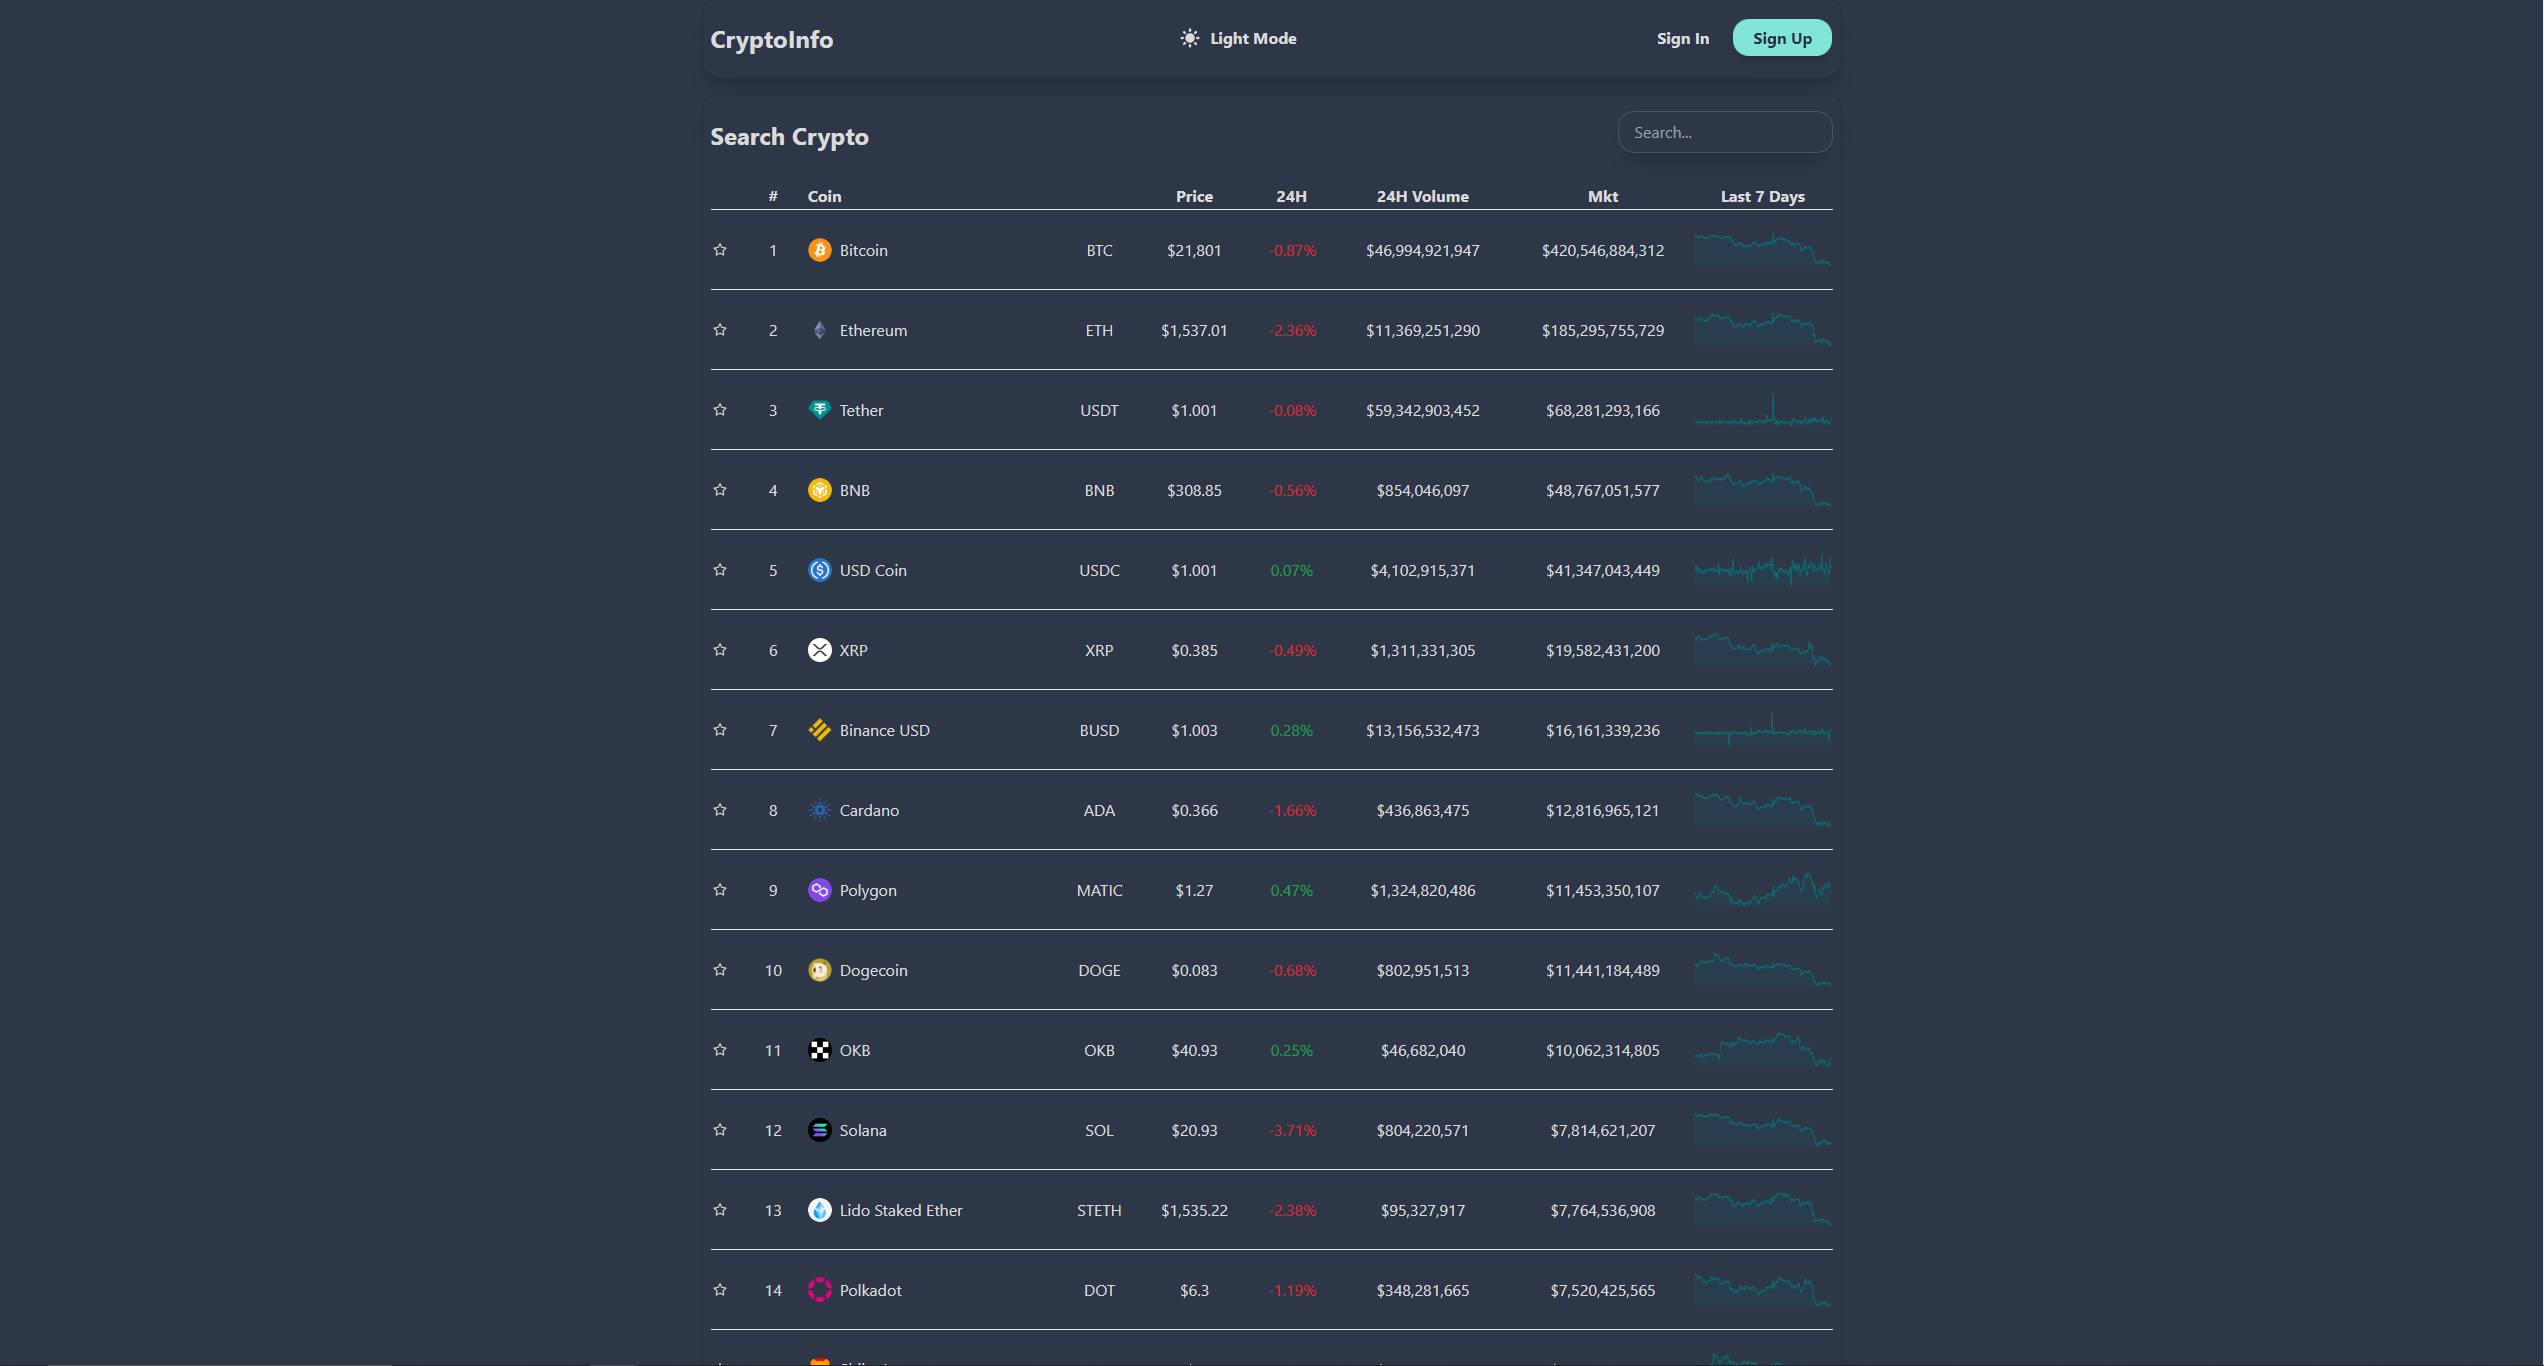 CryptoInfo Light Mode Sign In Sign Up
Search Crypto Search...
# Coin Price 24H 24H Volume Mkt Last 7 Days
1 Bitcoin BTC $21,801 -0.87% $46,994,921,947 $420,546,884,312
2 Ethereum ETH $1,537.01 -2.36% $11,369,251,290 $185,295,755,729
3 Tether USDT $1.001 -0.08% $59,342,903,452 $68,281,293,166
4 BNB BNB $308.85 -0.56% $854,046,097 $48,767,051,577
5 USD Coin USDC $1.001 0.07% $4,102,915,371 $41,347,043,449
6 XRP XRP $0.385 -0.49% $1,311,331,305 $19,582,431,200
7 Binance USD BUSD $1.003 0.28% $13,156,532,473 $16,161,339,236
8 Cardano ADA $0.366 -1.66% $436,863,475 $12,816,965,121
9 Polygon MATIC $1.27 0.47% $1,324,820,486 $11,453,350,107
10 Dogecoin DOGE $0.083 -0.68% $802,951,513 $11,441,184,489
11 OKB OKB $40.93 0.25% $46,682,040 $10,062,314,805
12 Solana SOL $20.93 -3.71% $804,220,571 $7,814,621,207
13 Lido Staked Ether STETH $1,535.22 -2.38% $95,327,917 $7,764,536,908
14 Polkadot DOT $6.3 -1.19% $348,281,665 $7,520,425,565